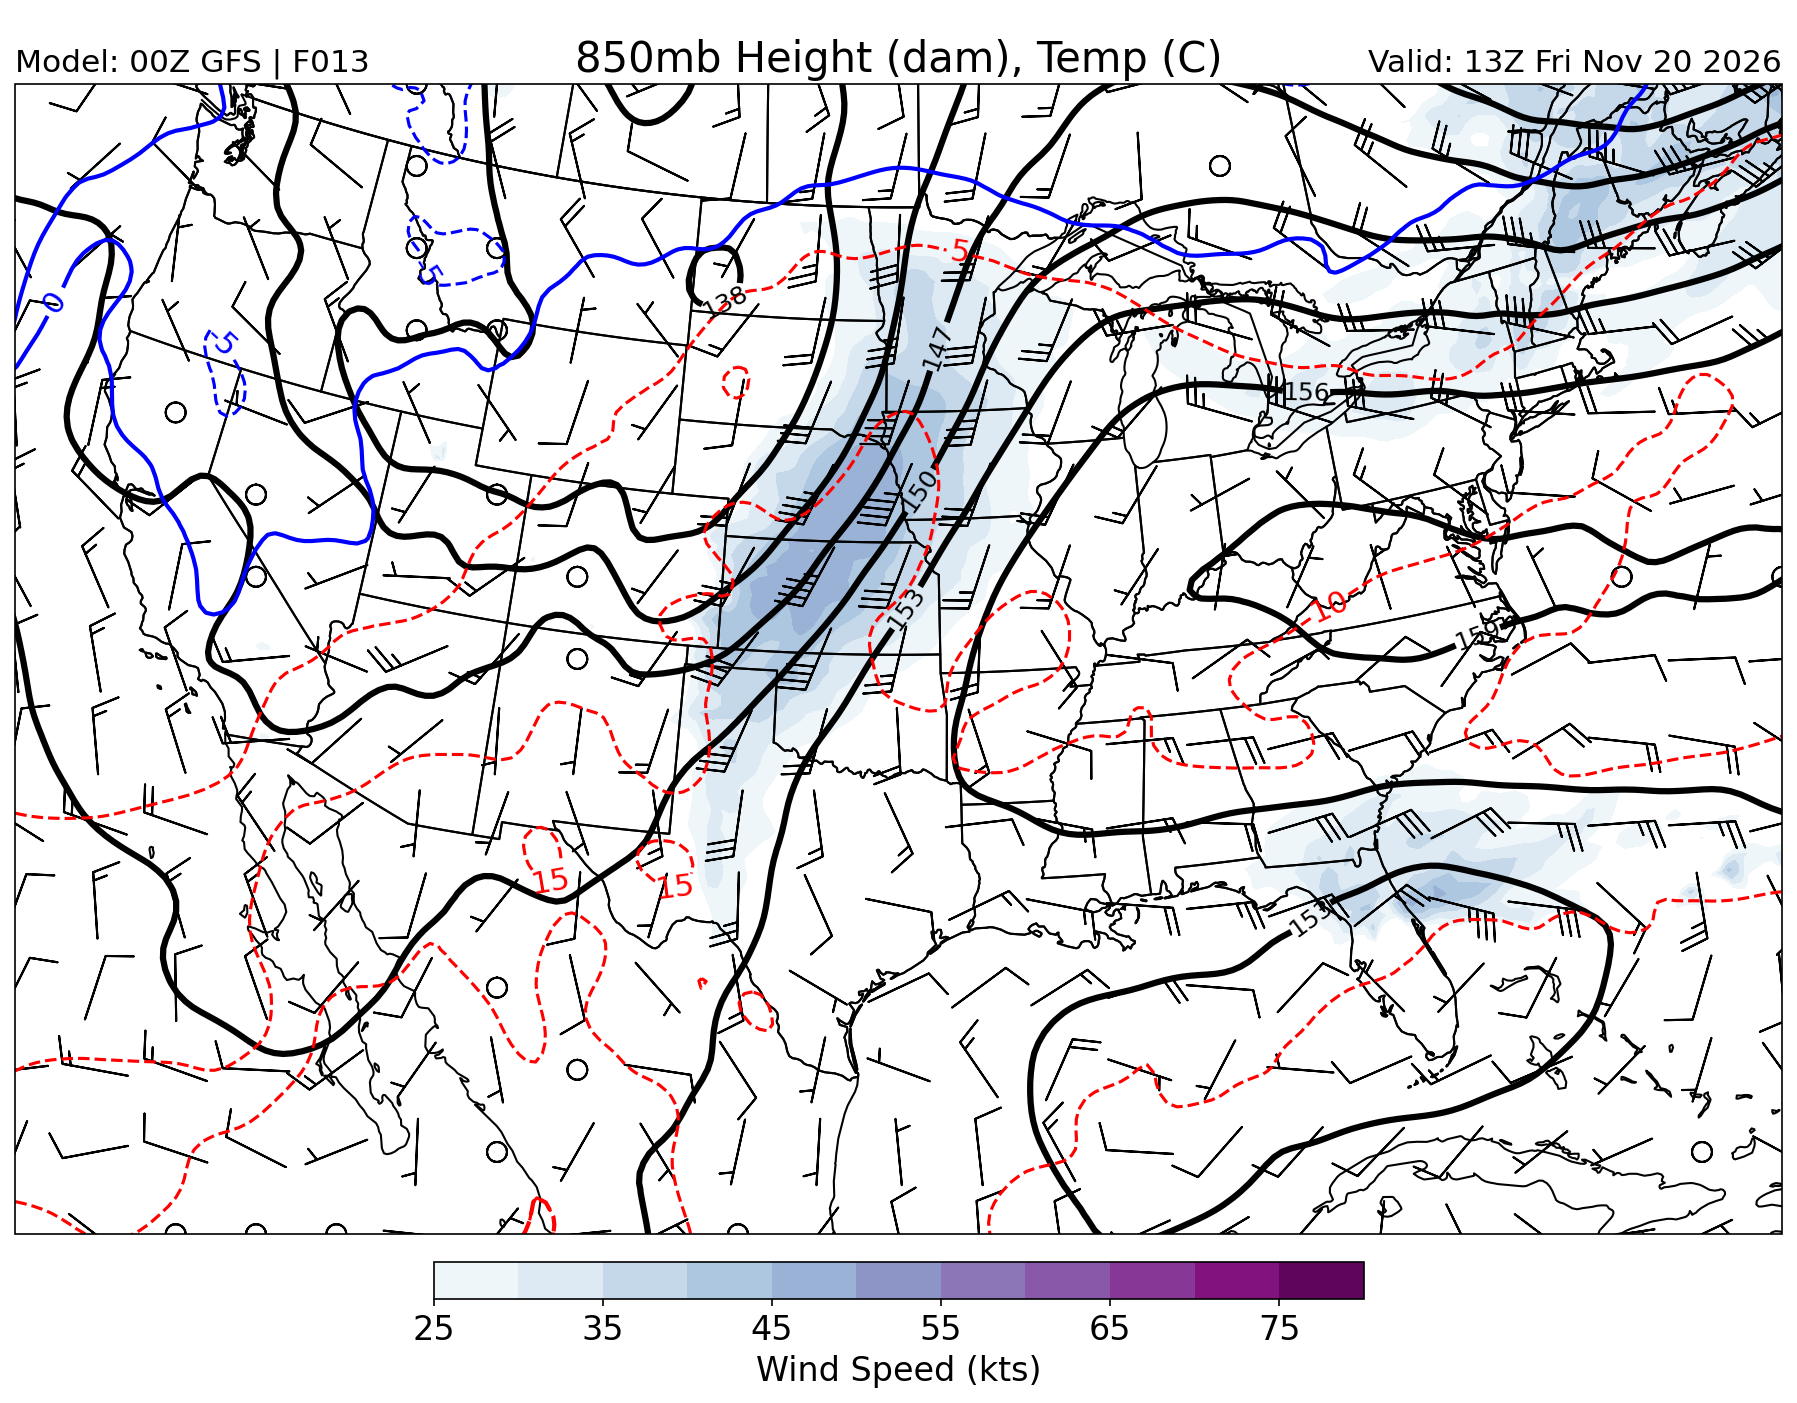 Model: 00Z GFS | F013
850mb Height (dam), Temp (C)
Valid: 13Z Fri Nov 20 2026
5
-5
0
138
-5
147
156
150
153
10
159
15
15
153
25 35 45 55 65 75
Wind Speed (kts)